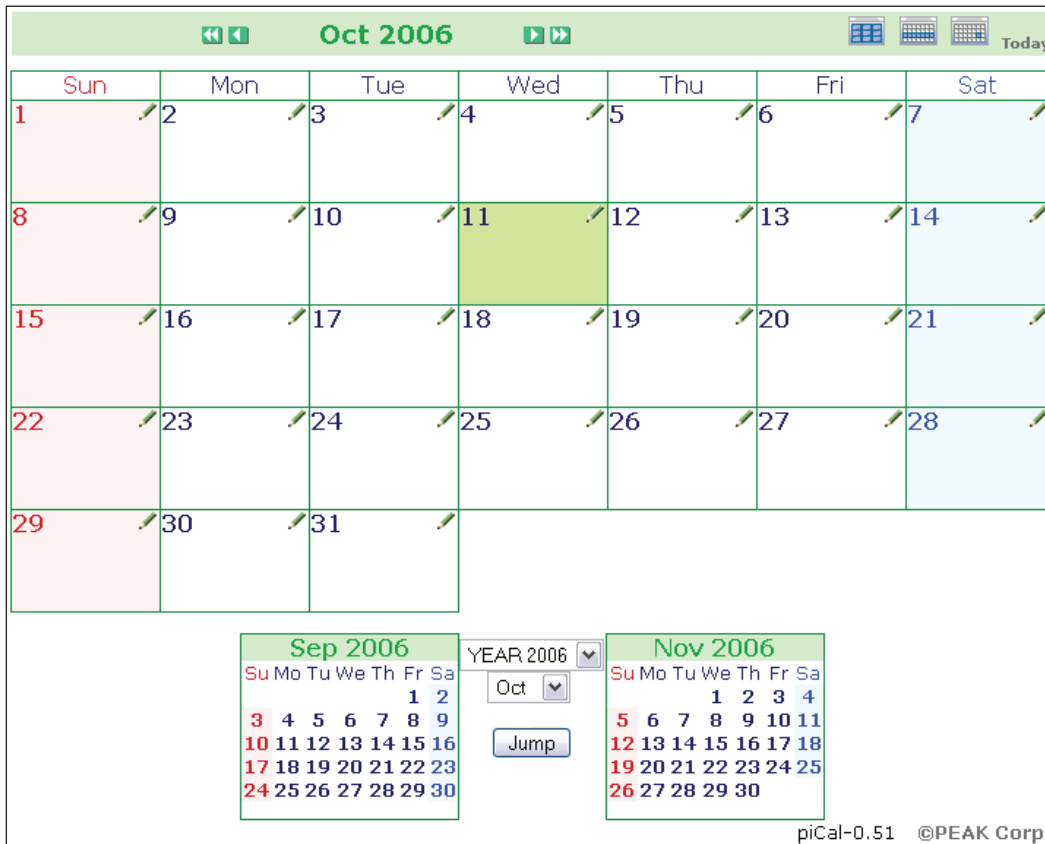 Oct 2006
Today
Sun Mon Tue Wed Thu Fri Sat
1 2 3 4 5 6 7
8 9 10 11 12 13 14
15 16 17 18 19 20 21
22 23 24 25 26 27 28
29 30 31
Sep 2006
Su Mo Tu We Th Fr Sa
1 2
3 4 5 6 7 8 9
10 11 12 13 14 15 16
17 18 19 20 21 22 23
24 25 26 27 28 29 30
YEAR 2006
Oct
Jump
Nov 2006
Su Mo Tu We Th Fr Sa
1 2 3 4
5 6 7 8 9 10 11
12 13 14 15 16 17 18
19 20 21 22 23 24 25
26 27 28 29 30
piCal-0.51 ©PEAK Corp